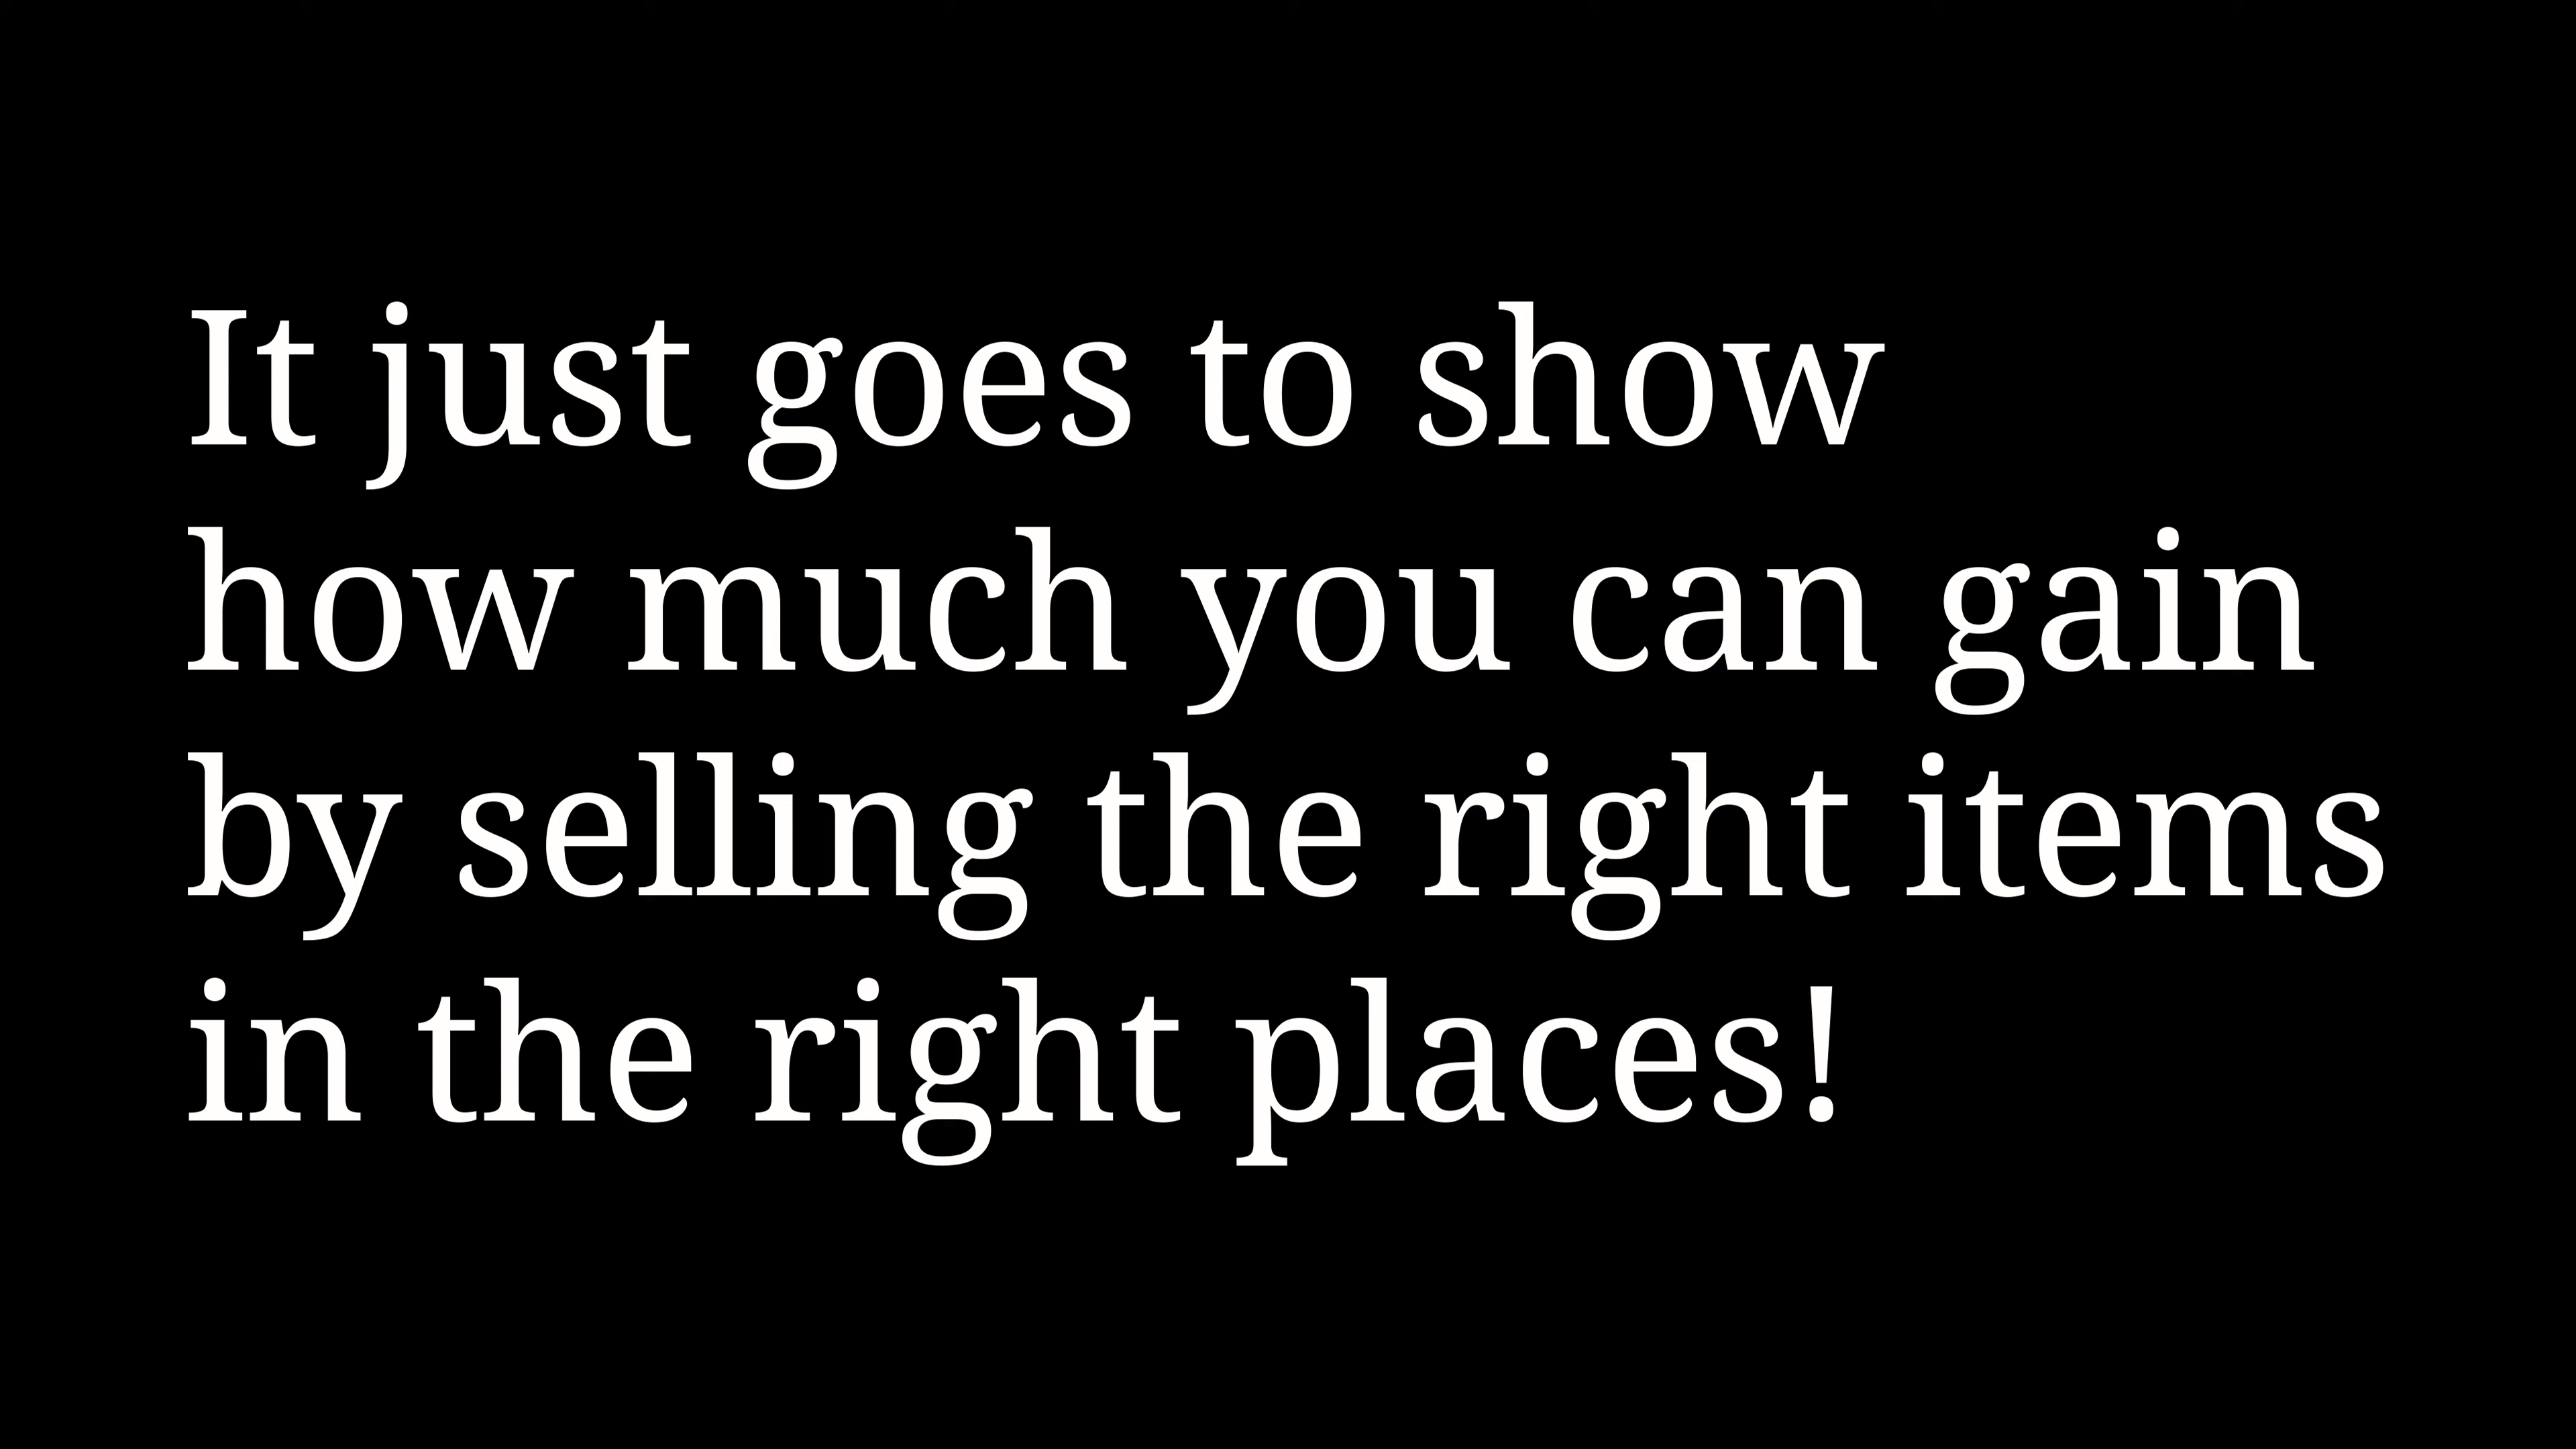 It just goes to show
how much you can gain
by selling the right items
in the right places!